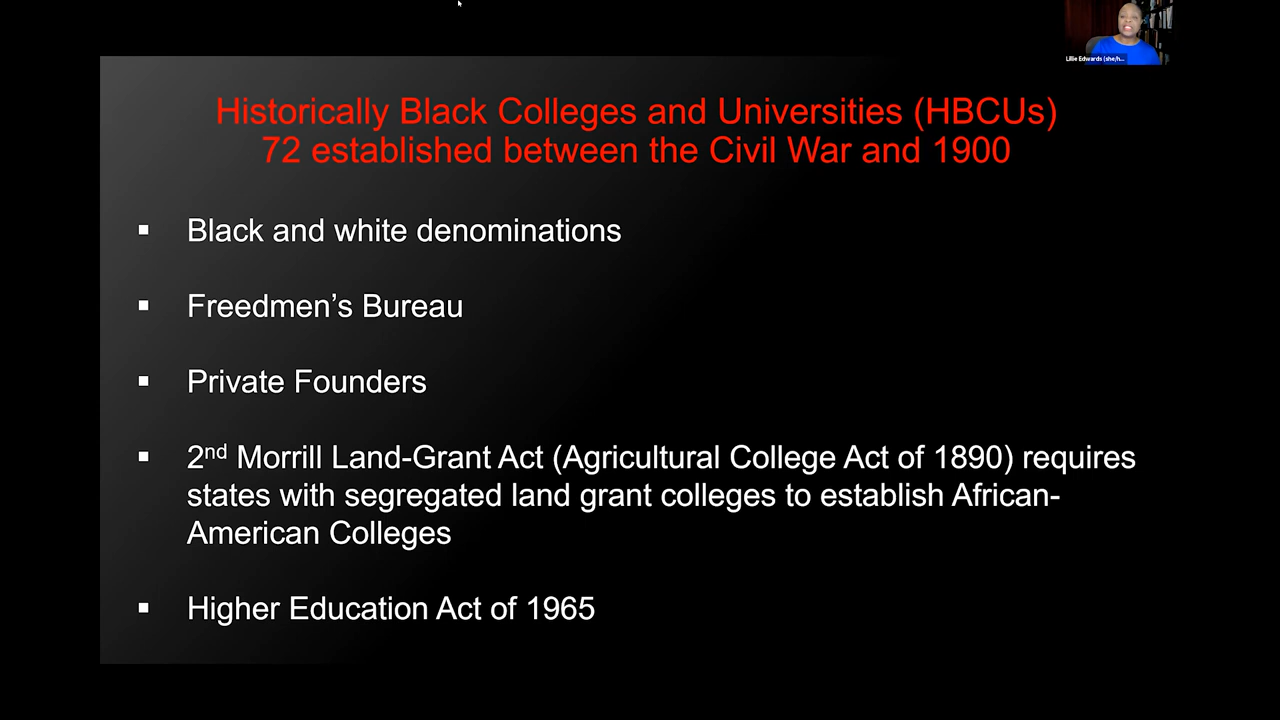 Lillie Edwards (she/h...
Historically Black Colleges and Universities (HBCUs)
72 established between the Civil War and 1900
▪ Black and white denominations
▪ Freedmen’s Bureau
▪ Private Founders
▪ 2nd Morrill Land-Grant Act (Agricultural College Act of 1890) requires
states with segregated land grant colleges to establish African-
American Colleges
▪ Higher Education Act of 1965